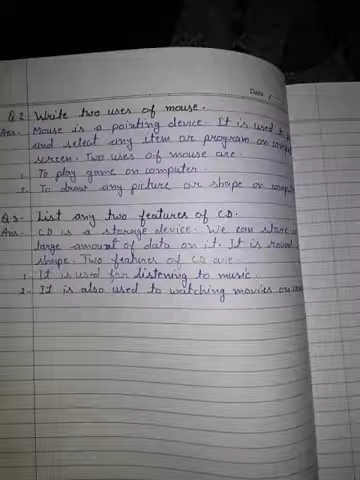 Date /
Q.2 Write two uses of mouse.
Ans. Mouse is a pointing device. It is used to
and select any item or program on
screen. Two uses of mouse are.
1. To play game on computer.
2. To draw any picture or shape on
Q.3. List any two features of CD.
Ans. CD is a storage device. We can store
large amount of data on it. It is round
shape. Two features of CD are-
1. It is used for listening to music.
2. It is also used to watching movies on